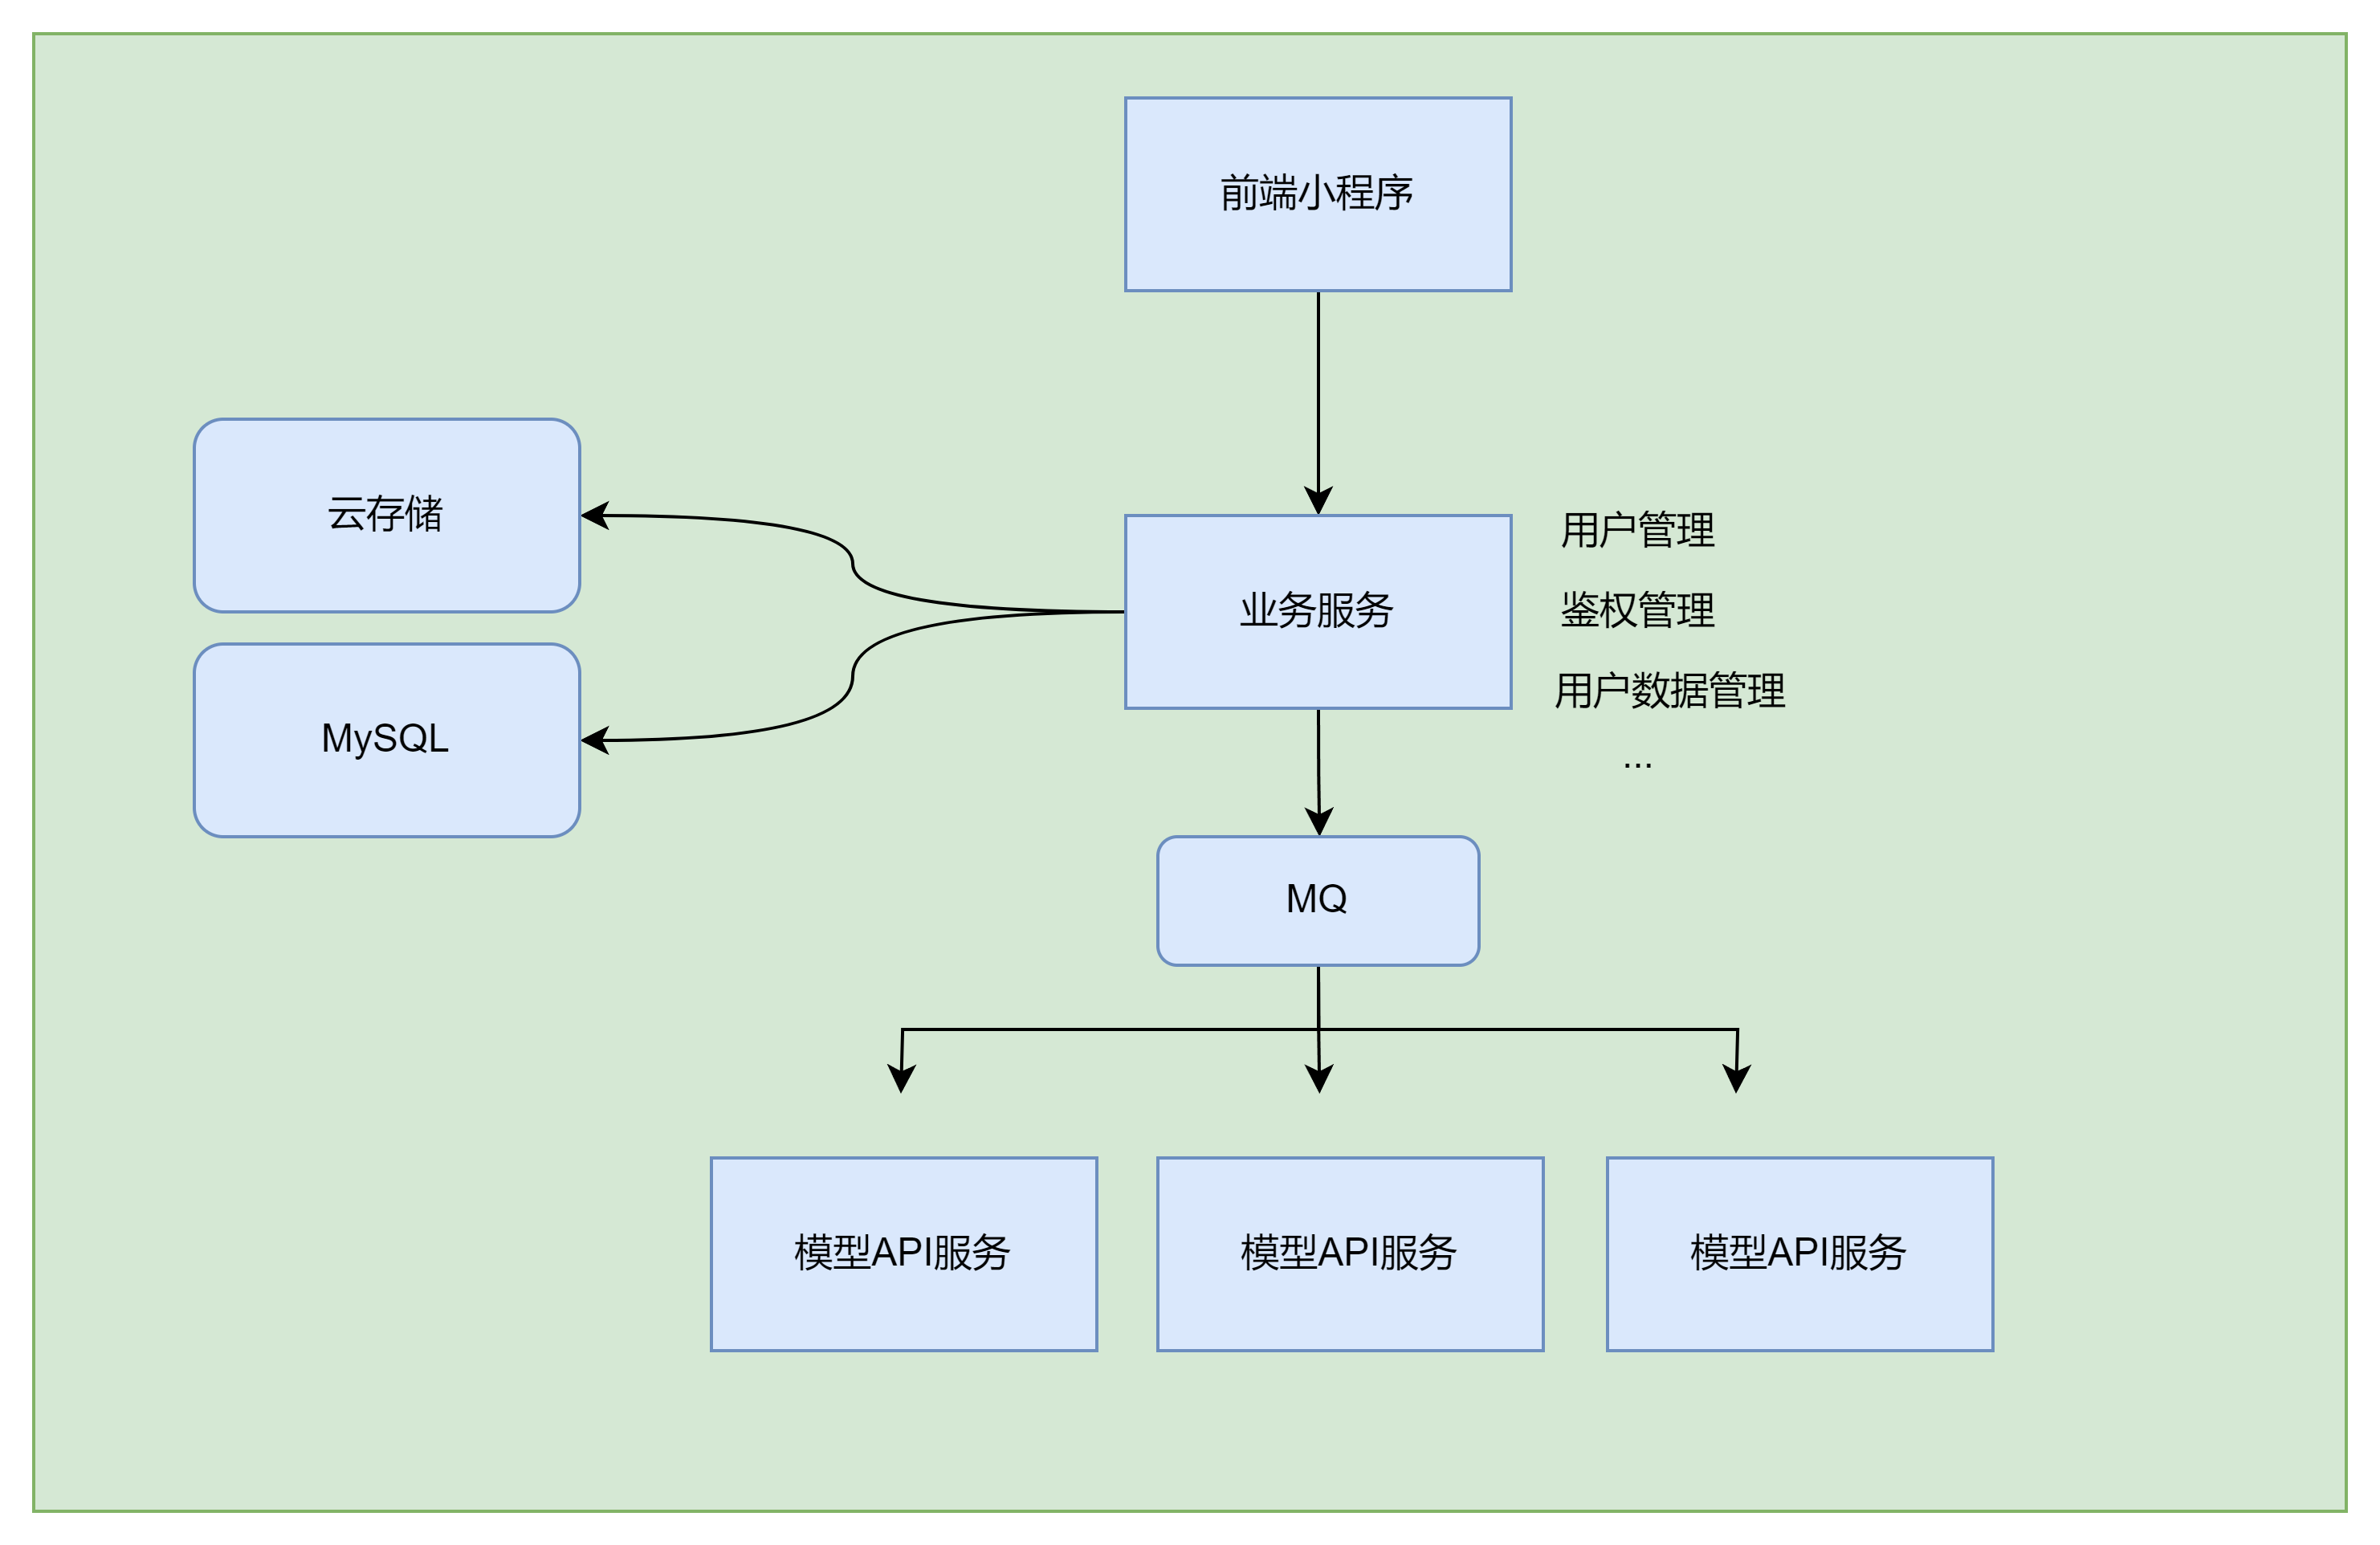 前端小程序
云存储
业务服务
用户管理
鉴权管理
用户数据管理
...
MySQL
MQ
模型API服务
模型API服务
模型API服务